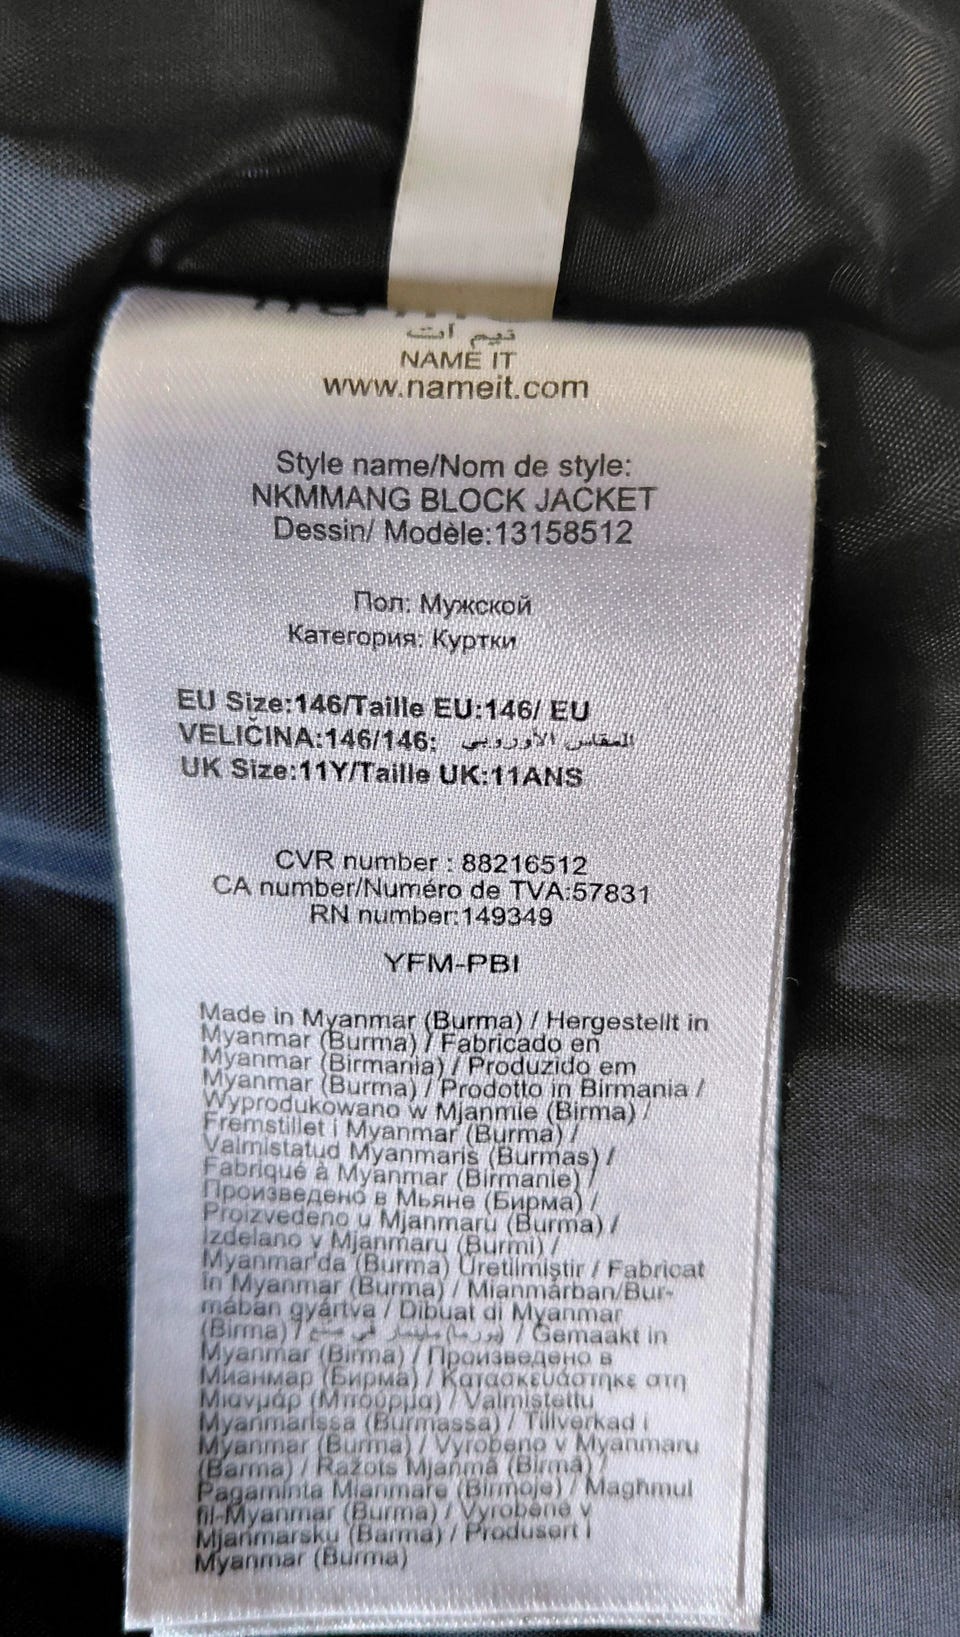 نيم ات
NAME IT
www.nameit.com
Style name/Nom de style:
NKMMANG BLOCK JACKET
Dessin/ Modèle:13158512
Пол: Мужской
Категория: Куртки
EU Size:146/Taille EU:146/ EU
VELIČINA:146/146: المقاس الأوروبي
UK Size:11Y/Taille UK:11ANS
CVR number : 88216512
CA number/Numéro de TVA:57831
RN number:149349
YFM-PBI
Made in Myanmar (Burma) / Hergestellt in
Myanmar (Burma) / Fabricado en
Myanmar (Birmania) / Produzido em
Myanmar (Burma) / Prodotto in Birmania /
Wyprodukowano w Mjanmie (Birma) /
Fremstillet i Myanmar (Burma) /
Valmistatud Myanmaris (Burmas) /
Fabriqué à Myanmar (Birmanie) /
Произведено в Мьяне (Бирма) /
Proizvedeno u Mjanmaru (Burma) /
Izdelano v Mjanmaru (Burmi) /
Myanmar'da (Burma) Üretilmiştir / Fabricat
în Myanmar (Burma) / Mianmarban/Bur-
mában gyártva / Dibuat di Myanmar
(Birma) / صنع في ميانمار (بورما) / Gemaakt in
Myanmar (Birma) / Произведено в
Мианмар (Бирма) / Κατασκευάστηκε στη
Μιανμάρ (Μπούρμα) / Valmistettu
Myanmarissa (Burmassa) / Tillverkad i
Myanmar (Burma) / Vyrobeno v Myanmaru
(Barma) / Ražots Mjanmā (Birmā) /
Pagaminta Mianmare (Birmoje) / Magħmul
fil-Myanmar (Burma) / Vyrobené v
Mjanmarsku (Barma) / Produsert i
Myanmar (Burma)